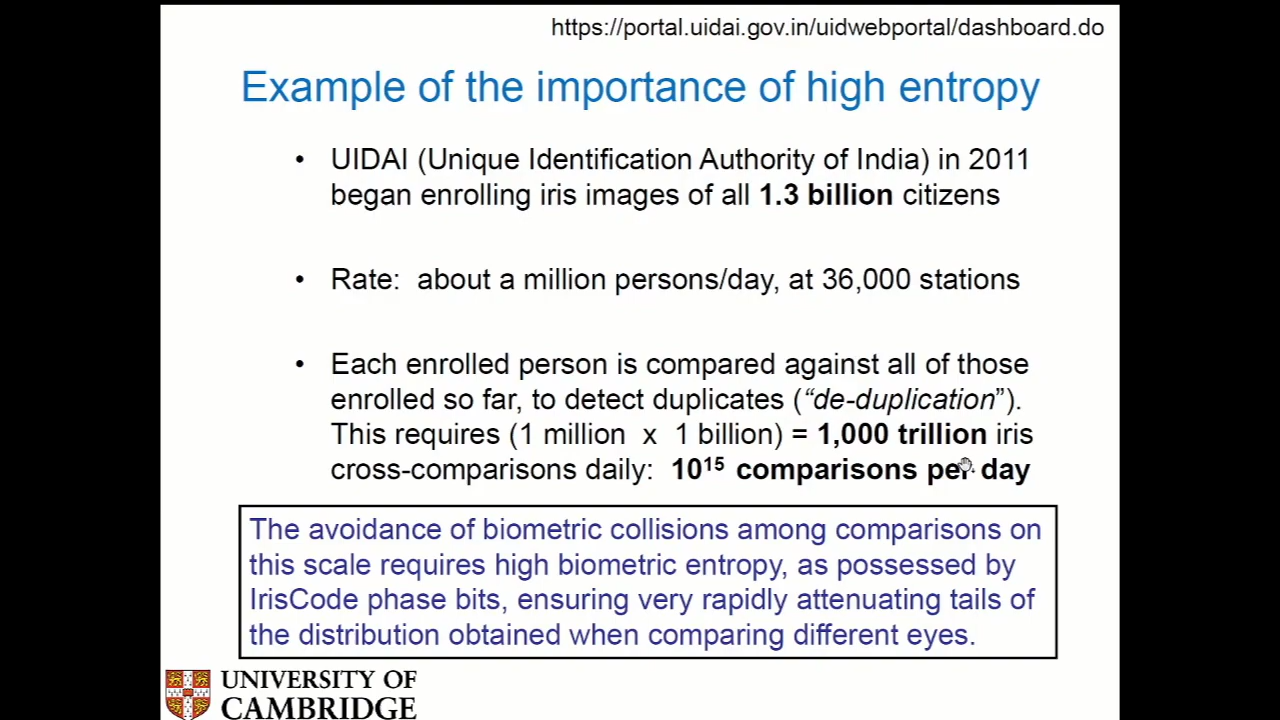 https://portal.uidai.gov.in/uidwebportal/dashboard.do
Example of the importance of high entropy
• UIDAI (Unique Identification Authority of India) in 2011
began enrolling iris images of all 1.3 billion citizens
• Rate: about a million persons/day, at 36,000 stations
• Each enrolled person is compared against all of those
enrolled so far, to detect duplicates (“de-duplication”).
This requires (1 million x 1 billion) = 1,000 trillion iris
cross-comparisons daily: 10¹⁵ comparisons per day
The avoidance of biometric collisions among comparisons on
this scale requires high biometric entropy, as possessed by
IrisCode phase bits, ensuring very rapidly attenuating tails of
the distribution obtained when comparing different eyes.
UNIVERSITY OF
CAMBRIDGE